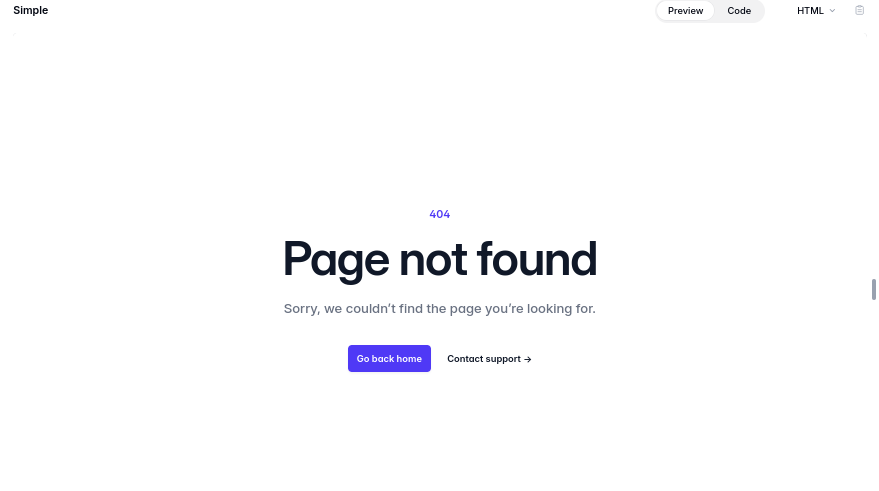 Simple
Preview
Code
HTML
404
Page not found
Sorry, we couldn’t find the page you’re looking for.
Go back home
Contact support →